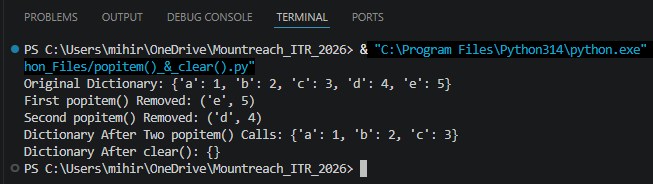 PROBLEMS OUTPUT DEBUG CONSOLE TERMINAL PORTS
PS C:\Users\mihir\OneDrive\Mountreach_ITR_2026> & "C:\Program Files\Python314\python.exe"
hon_Files/popitem()_&_clear().py"
Original Dictionary: {'a': 1, 'b': 2, 'c': 3, 'd': 4, 'e': 5}
First popitem() Removed: ('e', 5)
Second popitem() Removed: ('d', 4)
Dictionary After Two popitem() Calls: {'a': 1, 'b': 2, 'c': 3}
Dictionary After clear(): {}
PS C:\Users\mihir\OneDrive\Mountreach_ITR_2026>